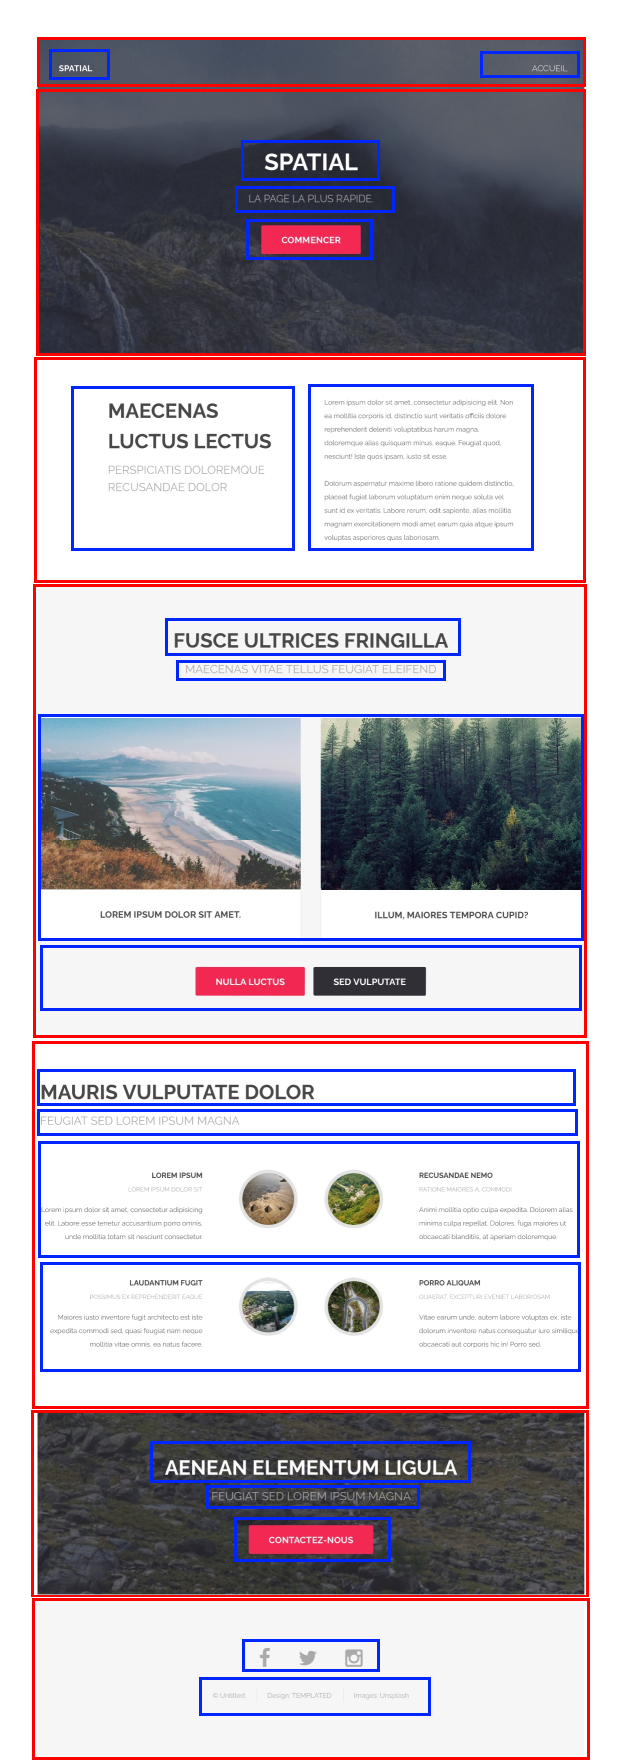 SPATIAL
ACCUEIL
SPATIAL
LA PAGE LA PLUS RAPIDE.
COMMENCER
MAECENAS
LUCTUS LECTUS
PERSPICIATIS DOLOREMQUE
RECUSANDAE DOLOR
Lorem ipsum dolor sit amet, consectetur adipisicing elit. Non
ea mollitia corporis id, distinctio sunt veritatis officiis dolore
reprehenderit deleniti voluptatibus harum magna,
doloremque alias quisquam minus, eaque. Feugiat quod,
nesciunt! Iste quos ipsam, iusto sit esse.
Dolorum aspernatur maxime libero ratione quidem distinctio,
placeat fugiat laborum voluptatum enim neque soluta vel
sunt id ex veritatis. Labore rerum, odit sapiente, alias mollitia
magnam exercitationem modi amet earum quia atque ipsum
voluptas asperiores quas laboriosam.
FUSCE ULTRICES FRINGILLA
MAECENAS VITAE TELLUS FEUGIAT ELEIFEND
LOREM IPSUM DOLOR SIT AMET.
ILLUM, MAIORES TEMPORA CUPID?
NULLA LUCTUS
SED VULPUTATE
MAURIS VULPUTATE DOLOR
FEUGIAT SED LOREM IPSUM MAGNA
LOREM IPSUM
LOREM IPSUM DOLOR SIT
Lorem ipsum dolor sit amet, consectetur adipisicing
elit. Labore esse tenetur accusantium porro omnis,
unde mollitia totam sit nesciunt consectetur.
RECUSANDAE NEMO
RATIONE MAIORES A, COMMODI
Animi mollitia optio culpa expedita. Dolorem alias
minima culpa repellat. Dolores, fuga maiores ut
obcaecati blanditiis, at aperiam doloremque.
LAUDANTIUM FUGIT
POSSIMUS EX REPREHENDERIT EAQUE
Maiores iusto inventore fugit architecto est iste
expedita commodi sed, quasi feugiat nam neque
mollitia vitae omnis, ea natus facere.
PORRO ALIQUAM
QUAERAT, EXCEPTURI EVENIET LABORIOSAM
Vitae earum unde, autem labore voluptas ex, iste
dolorum inventore natus consequatur iure similique
obcaecati aut corporis hic in! Porro sed.
AENEAN ELEMENTUM LIGULA
FEUGIAT SED LOREM IPSUM MAGNA.
CONTACTEZ-NOUS
© Untitled
Design: TEMPLATED
Images: Unsplash